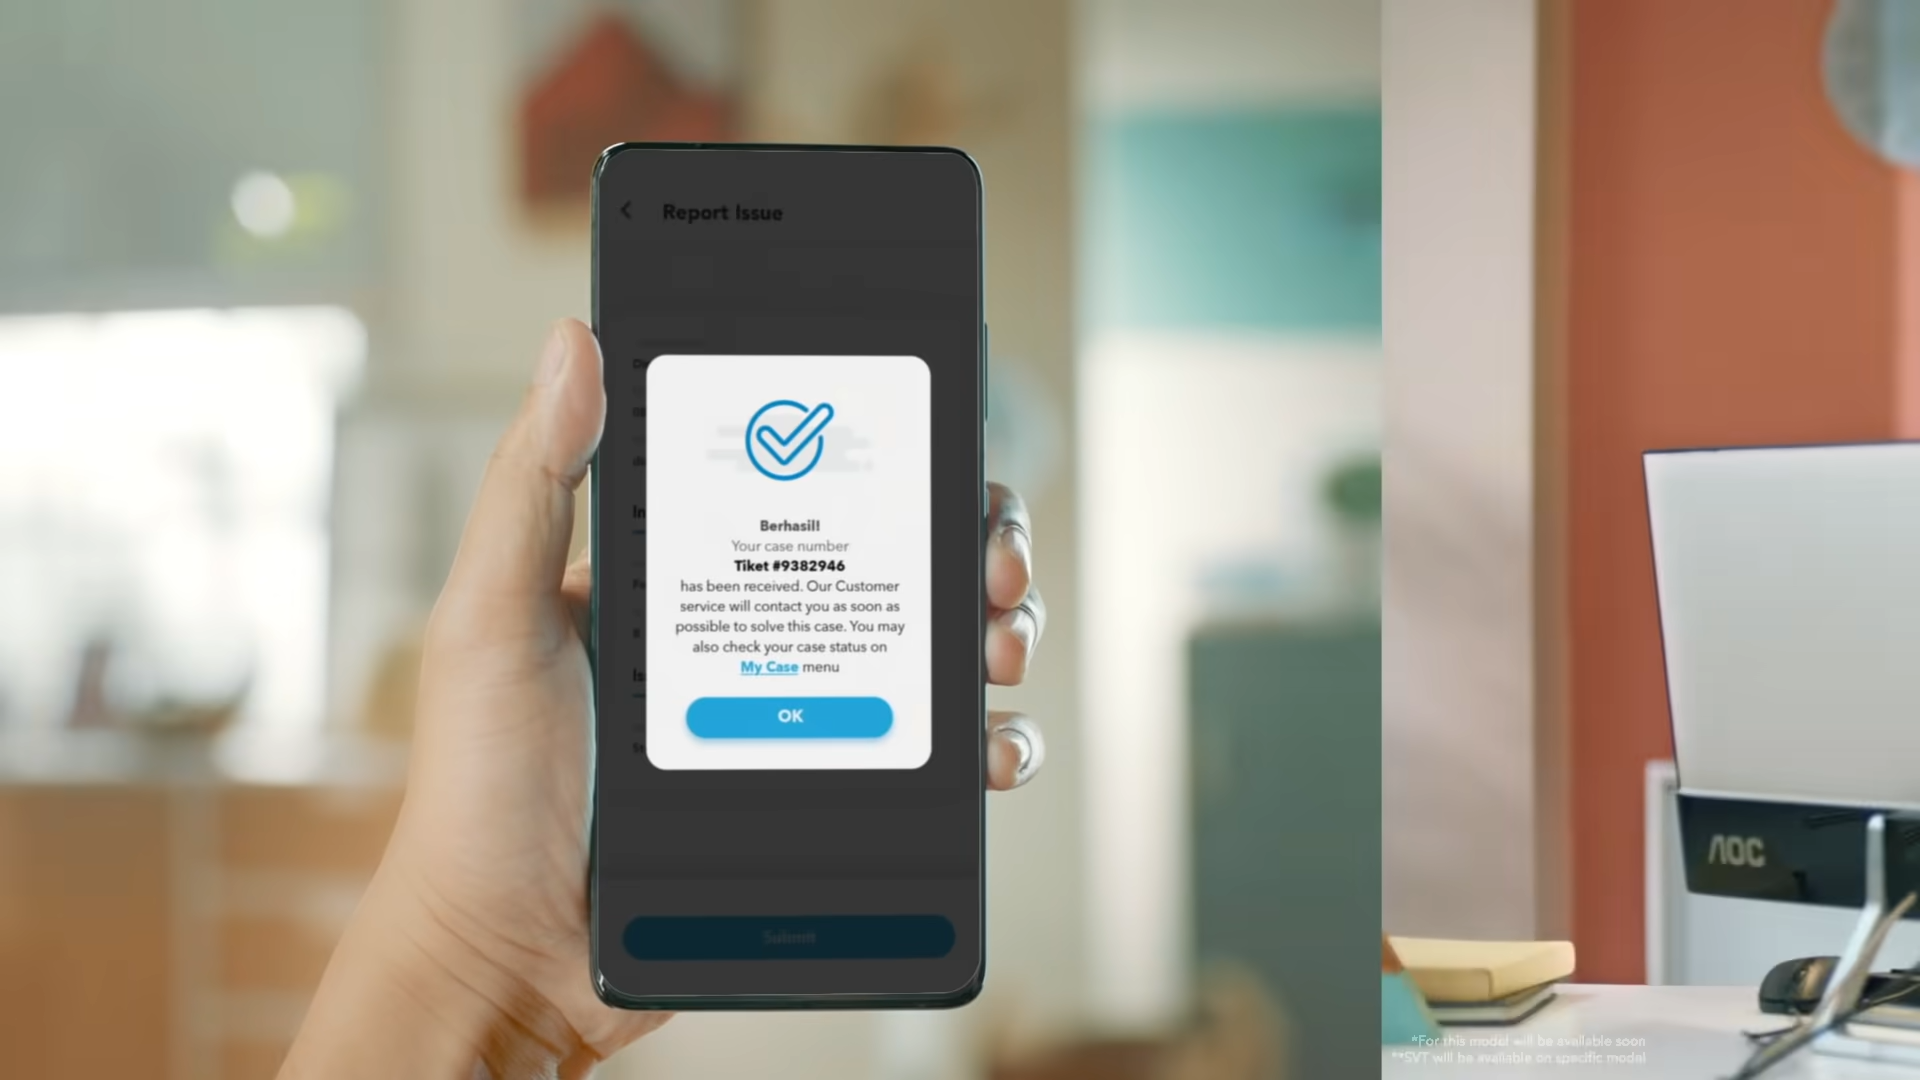 Report Issue
Berhasil!
Your case number
Tiket #9382946
has been received. Our Customer
service will contact you as soon as
possible to solve this case. You may
also check your case status on
My Case menu
OK
Submit
AOC
*For this model will be available soon
**SVT will be available on specific model